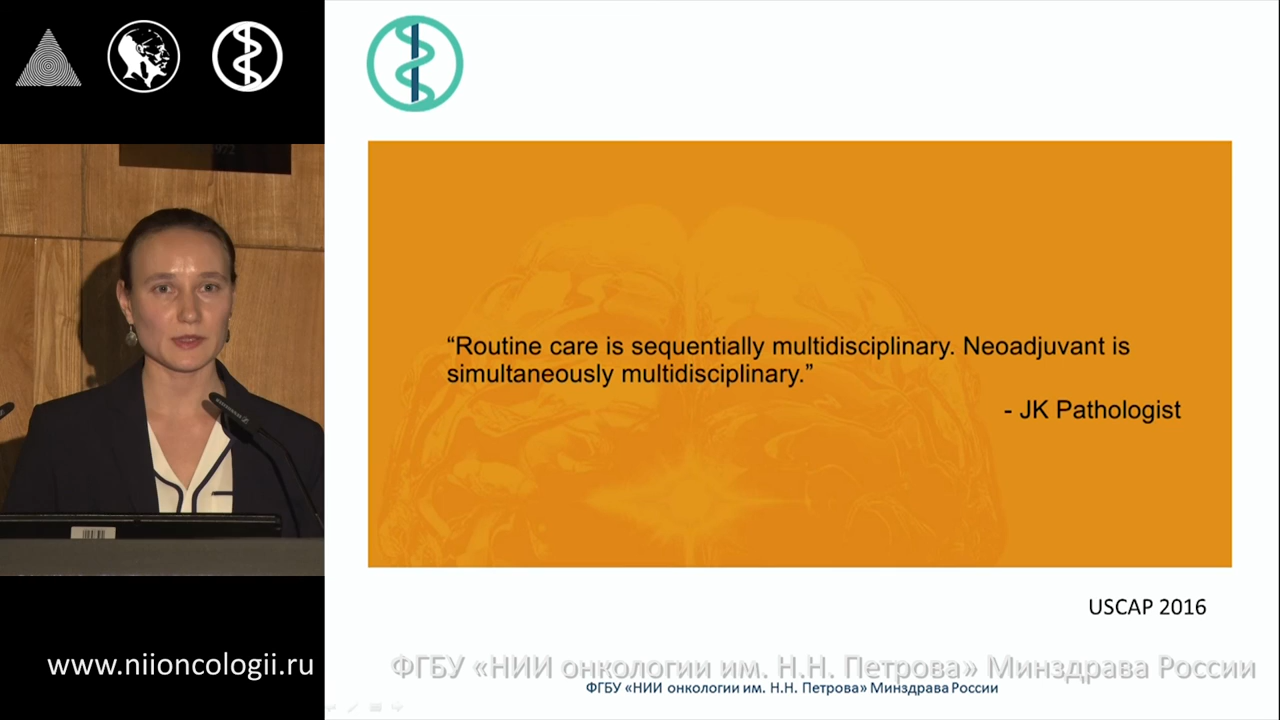 “Routine care is sequentially multidisciplinary. Neoadjuvant is
simultaneously multidisciplinary.”
- JK Pathologist
USCAP 2016
www.niioncologii.ru
ФГБУ «НИИ онкологии им. Н.Н. Петрова» Минздрава России
ФГБУ «НИИ онкологии им. Н.Н. Петрова» Минздрава России